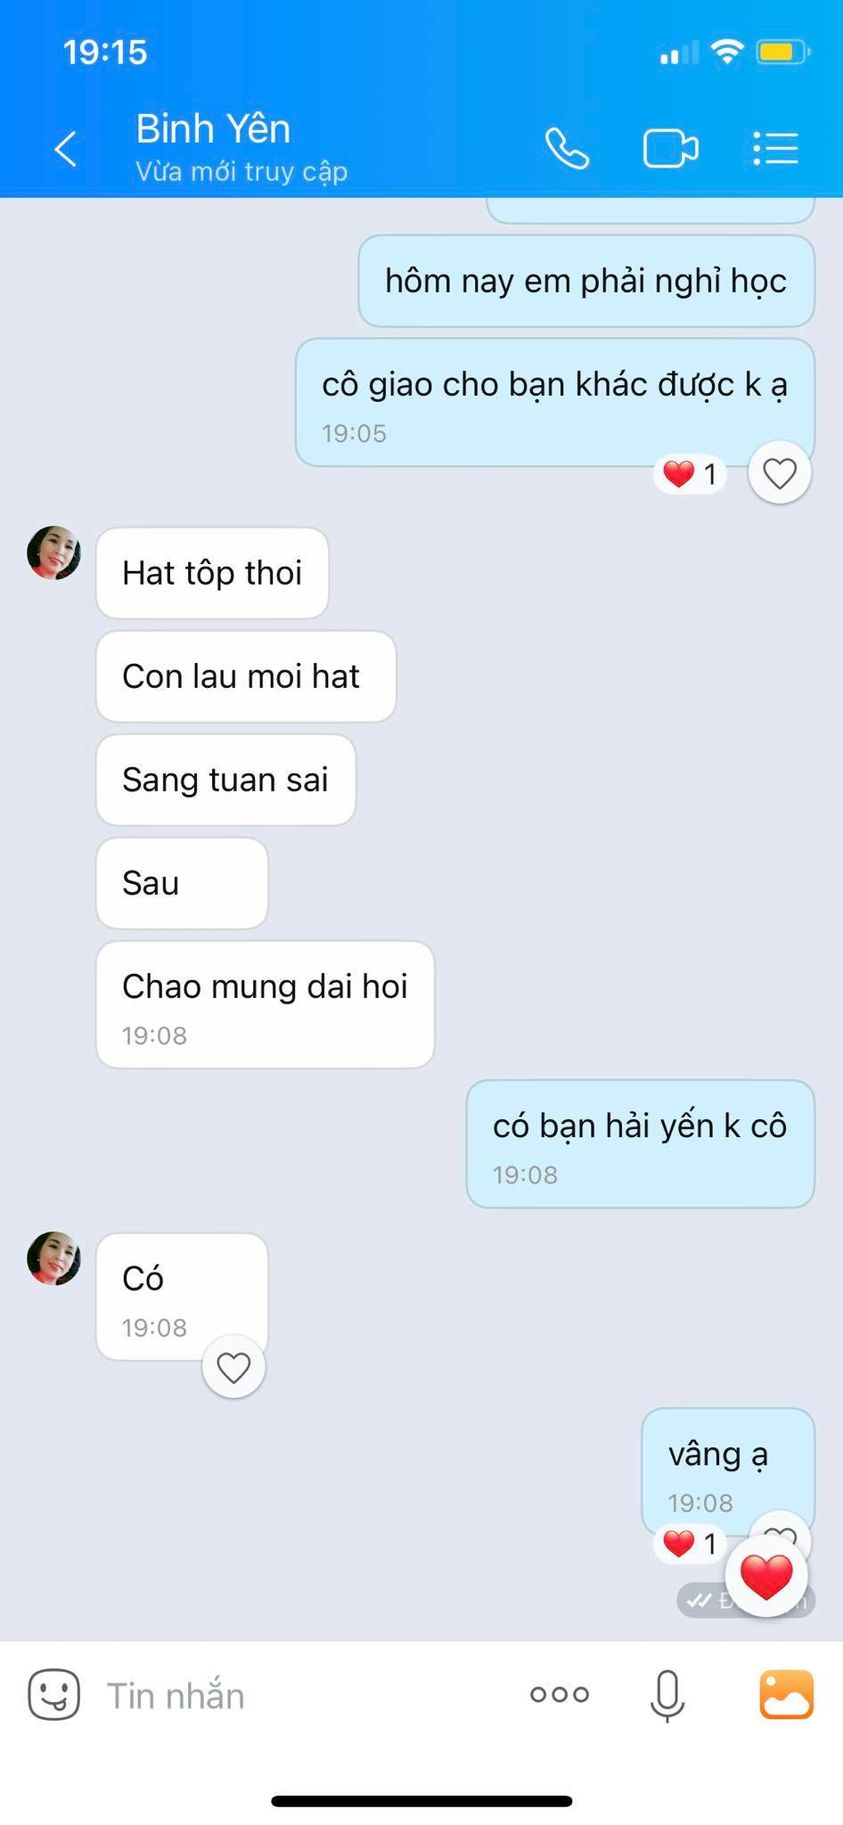 19:15
Binh Yên
Vừa mới truy cập
hôm nay em phải nghỉ học
cô giao cho bạn khác được k ạ
19:05
1
Hat tôp thoi
Con lau moi hat
Sang tuan sai
Sau
Chao mung dai hoi
19:08
có bạn hải yến k cô
19:08
Có
19:08
vâng ạ
19:08
1
Tin nhắn